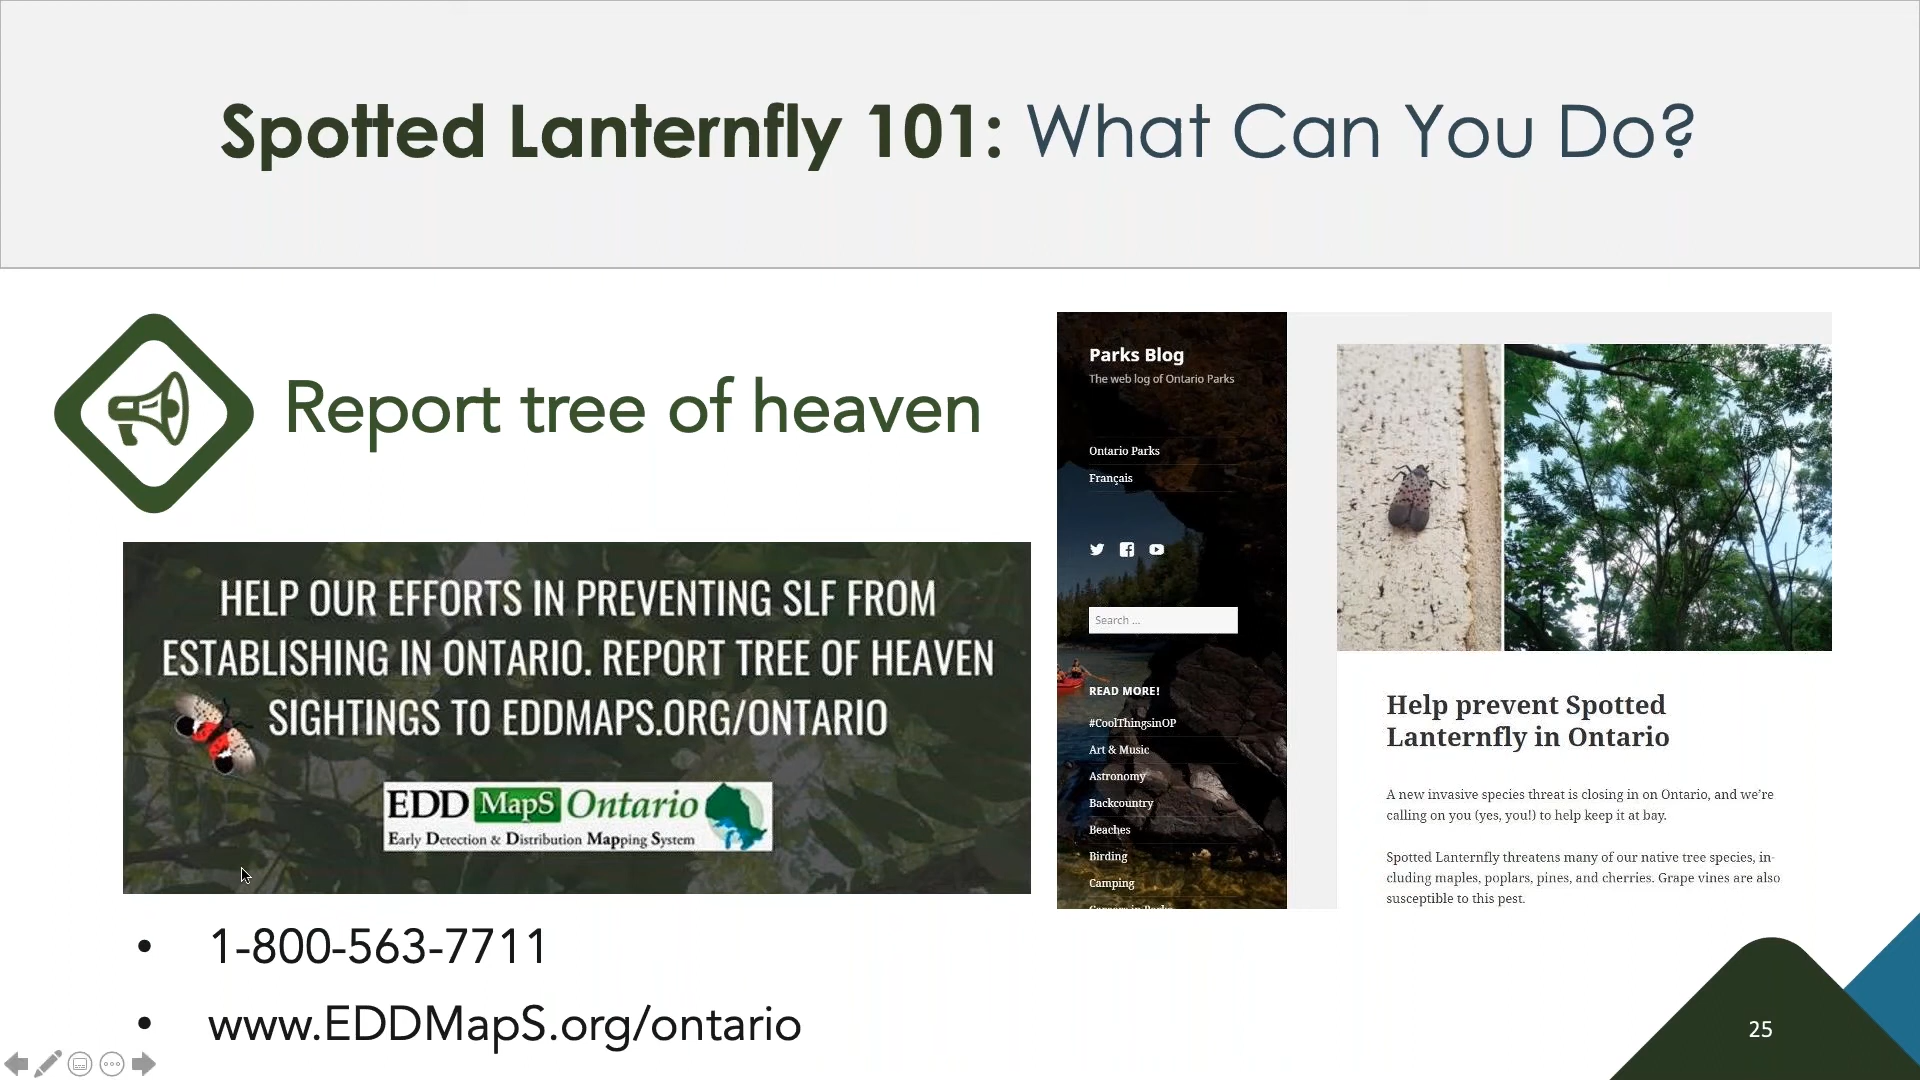 Spotted Lanternfly 101: What Can You Do?
Report tree of heaven
HELP OUR EFFORTS IN PREVENTING SLF FROM
ESTABLISHING IN ONTARIO. REPORT TREE OF HEAVEN
SIGHTINGS TO EDDMAPS.ORG/ONTARIO
EDD MapS Ontario
Early Detection & Distribution Mapping System
• 1-800-563-7711
• www.EDDMapS.org/ontario
Parks Blog
The web log of Ontario Parks
Ontario Parks
Français
Search ...
READ MORE!
#CoolThingsinOP
Art & Music
Astronomy
Backcountry
Beaches
Birding
Camping
Careers in Parks
Help prevent Spotted
Lanternfly in Ontario
A new invasive species threat is closing in on Ontario, and we're
calling on you (yes, you!) to help keep it at bay.
Spotted Lanternfly threatens many of our native tree species, in-
cluding maples, poplars, pines, and cherries. Grape vines are also
susceptible to this pest.
25